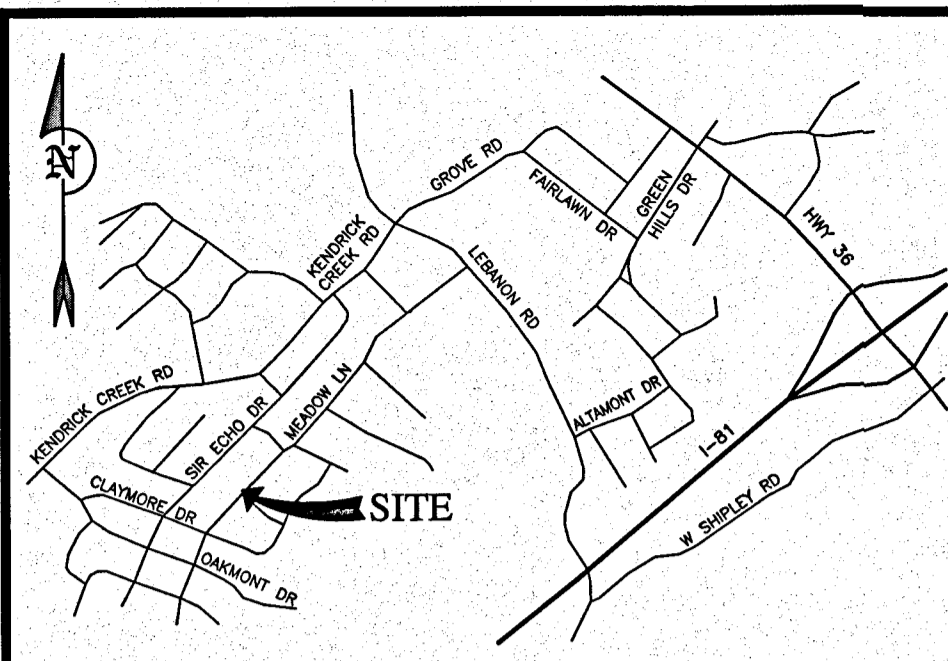 N
GROVE RD
FAIRLAWN DR
GREEN
HILLS DR
HWY 36
KENDRICK
CREEK RD
LEBANON RD
KENDRICK CREEK RD
SIR ECHO DR
MEADOW LN
ALTAMONT DR
I-81
CLAYMORE DR
SITE
W SHIPLEY RD
OAKMONT DR